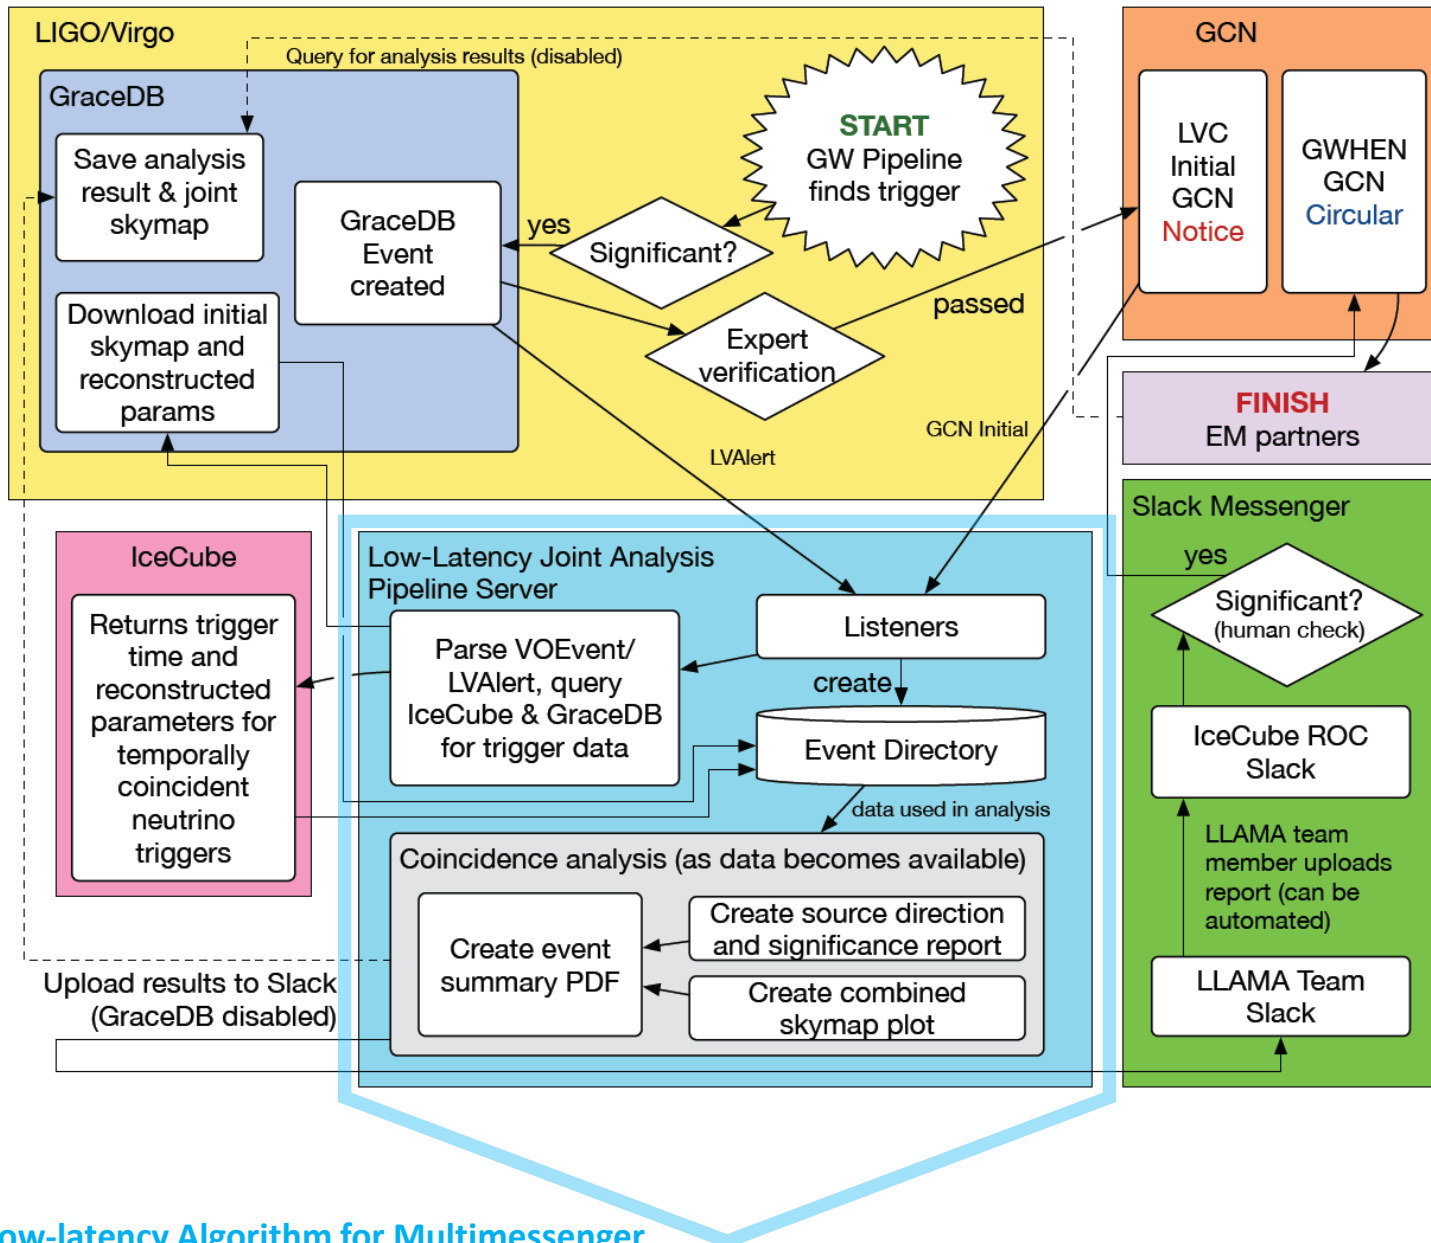 LIGO/Virgo
Query for analysis results (disabled)
GraceDB
Save analysis
result & joint
skymap
GraceDB
Event
created
Download initial
skymap and
reconstructed
params
START
GW Pipeline
finds trigger
yes
Significant?
Expert
verification
passed
LVAlert
GCN Initial
GCN
LVC
Initial
GCN
Notice
GWHEN
GCN
Circular
FINISH
EM partners
Slack Messenger
yes
Significant?
(human check)
IceCube ROC
Slack
LLAMA team
member uploads
report (can be
automated)
LLAMA Team
Slack
IceCube
Returns trigger
time and
reconstructed
parameters for
temporally
coincident
neutrino
triggers
Low-Latency Joint Analysis
Pipeline Server
Parse VOEvent/
LVAlert, query
IceCube & GraceDB
for trigger data
Listeners
create
Event Directory
data used in analysis
Coincidence analysis (as data becomes available)
Create event
summary PDF
Create source direction
and significance report
Create combined
skymap plot
Upload results to Slack
(GraceDB disabled)
ow-latency Algorithm for Multimessenger